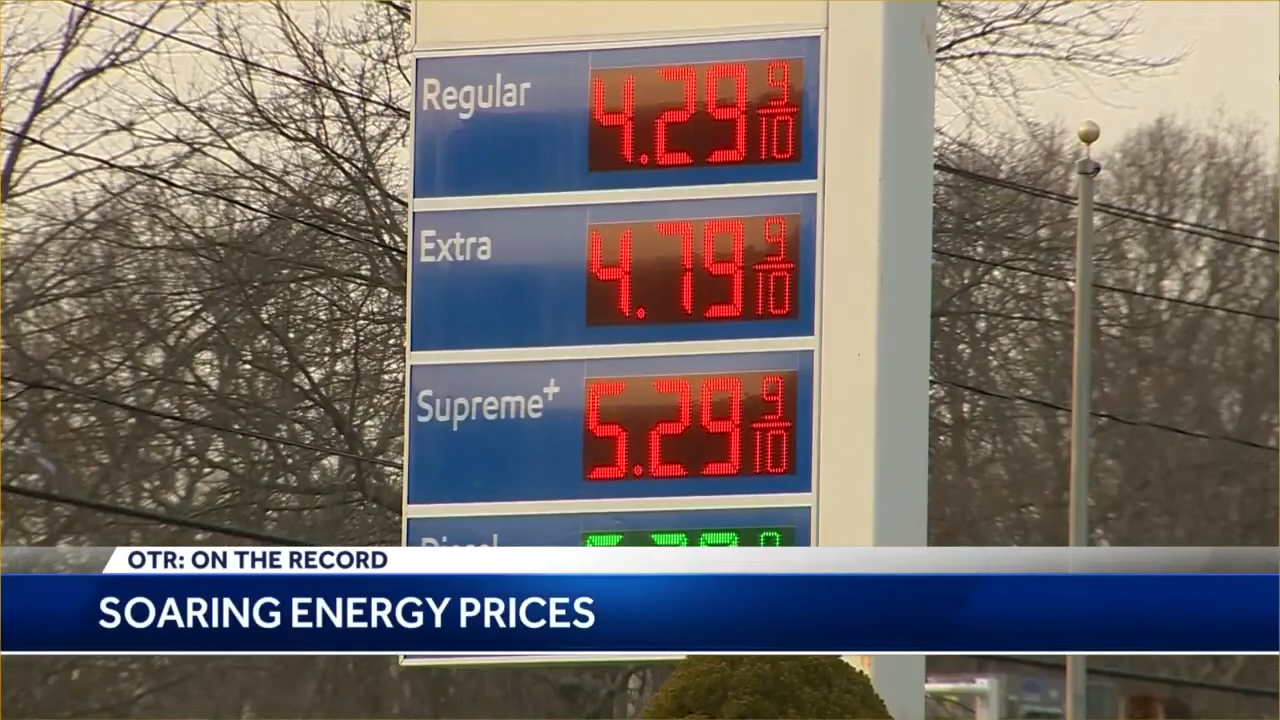 Regular 4.29 9/10
Extra 4.79 9/10
Supreme+ 5.29 9/10
Diesel
OTR: ON THE RECORD
SOARING ENERGY PRICES